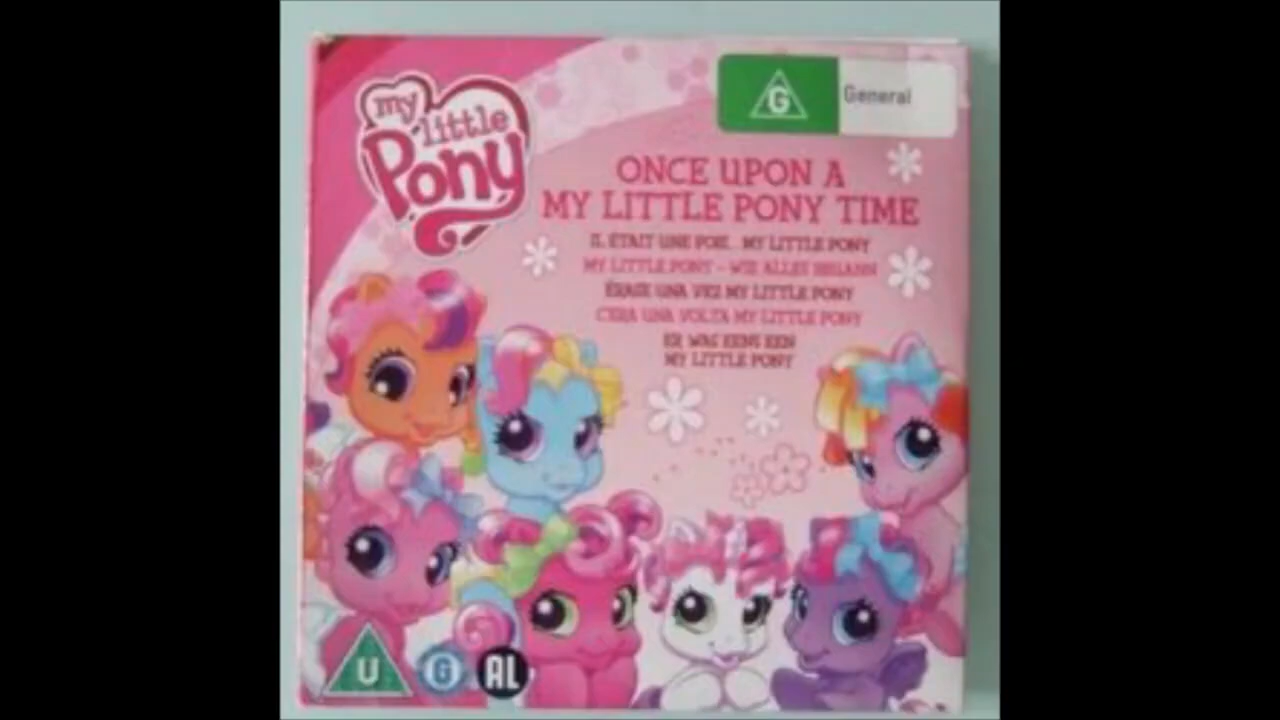 my
little
Pony
G General
ONCE UPON A
MY LITTLE PONY TIME
IL ÉTAIT UNE FOIS... MY LITTLE PONY
MY LITTLE PONY - WIE ALLES BEGANN
ÉRASE UNA VEZ MY LITTLE PONY
C'ERA UNA VOLTA MY LITTLE PONY
ER WAS EENS EEN
MY LITTLE PONY
U G AL